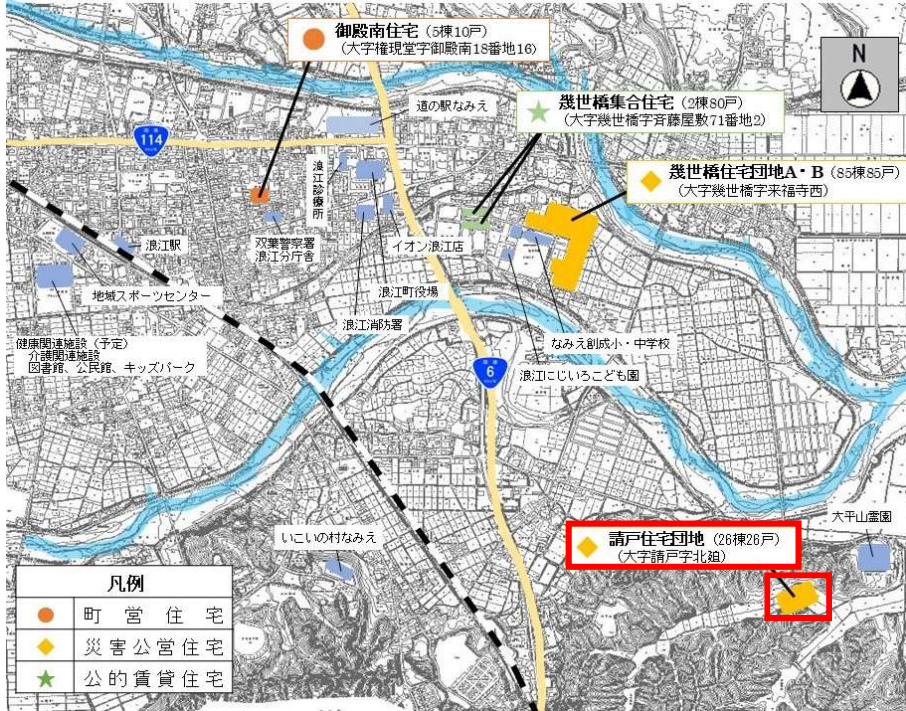 御殿南住宅（5棟10戸）
（大字権現堂字御殿南18番地16）
N
道の駅なみえ
幾世橋集合住宅（2棟80戸）
（大字幾世橋字斉藤屋敷71番地2）
国道
114
浪江診療所
幾世橋住宅団地A・B（85棟85戸）
（大字幾世橋字来福寺西）
浪江駅
双葉警察署
浪江分庁舎
イオン浪江店
地域スポーツセンター
浪江町役場
浪江消防署
健康関連施設（予定）
介護関連施設
図書館、公民館、キッズパーク
なみえ創成小・中学校
国道
6
浪江にじいろこども園
大平山霊園
いこいの村なみえ
請戸住宅団地（26棟26戸）
（大字請戸字北迫）
凡例
町営住宅
災害公営住宅
公的賃貸住宅